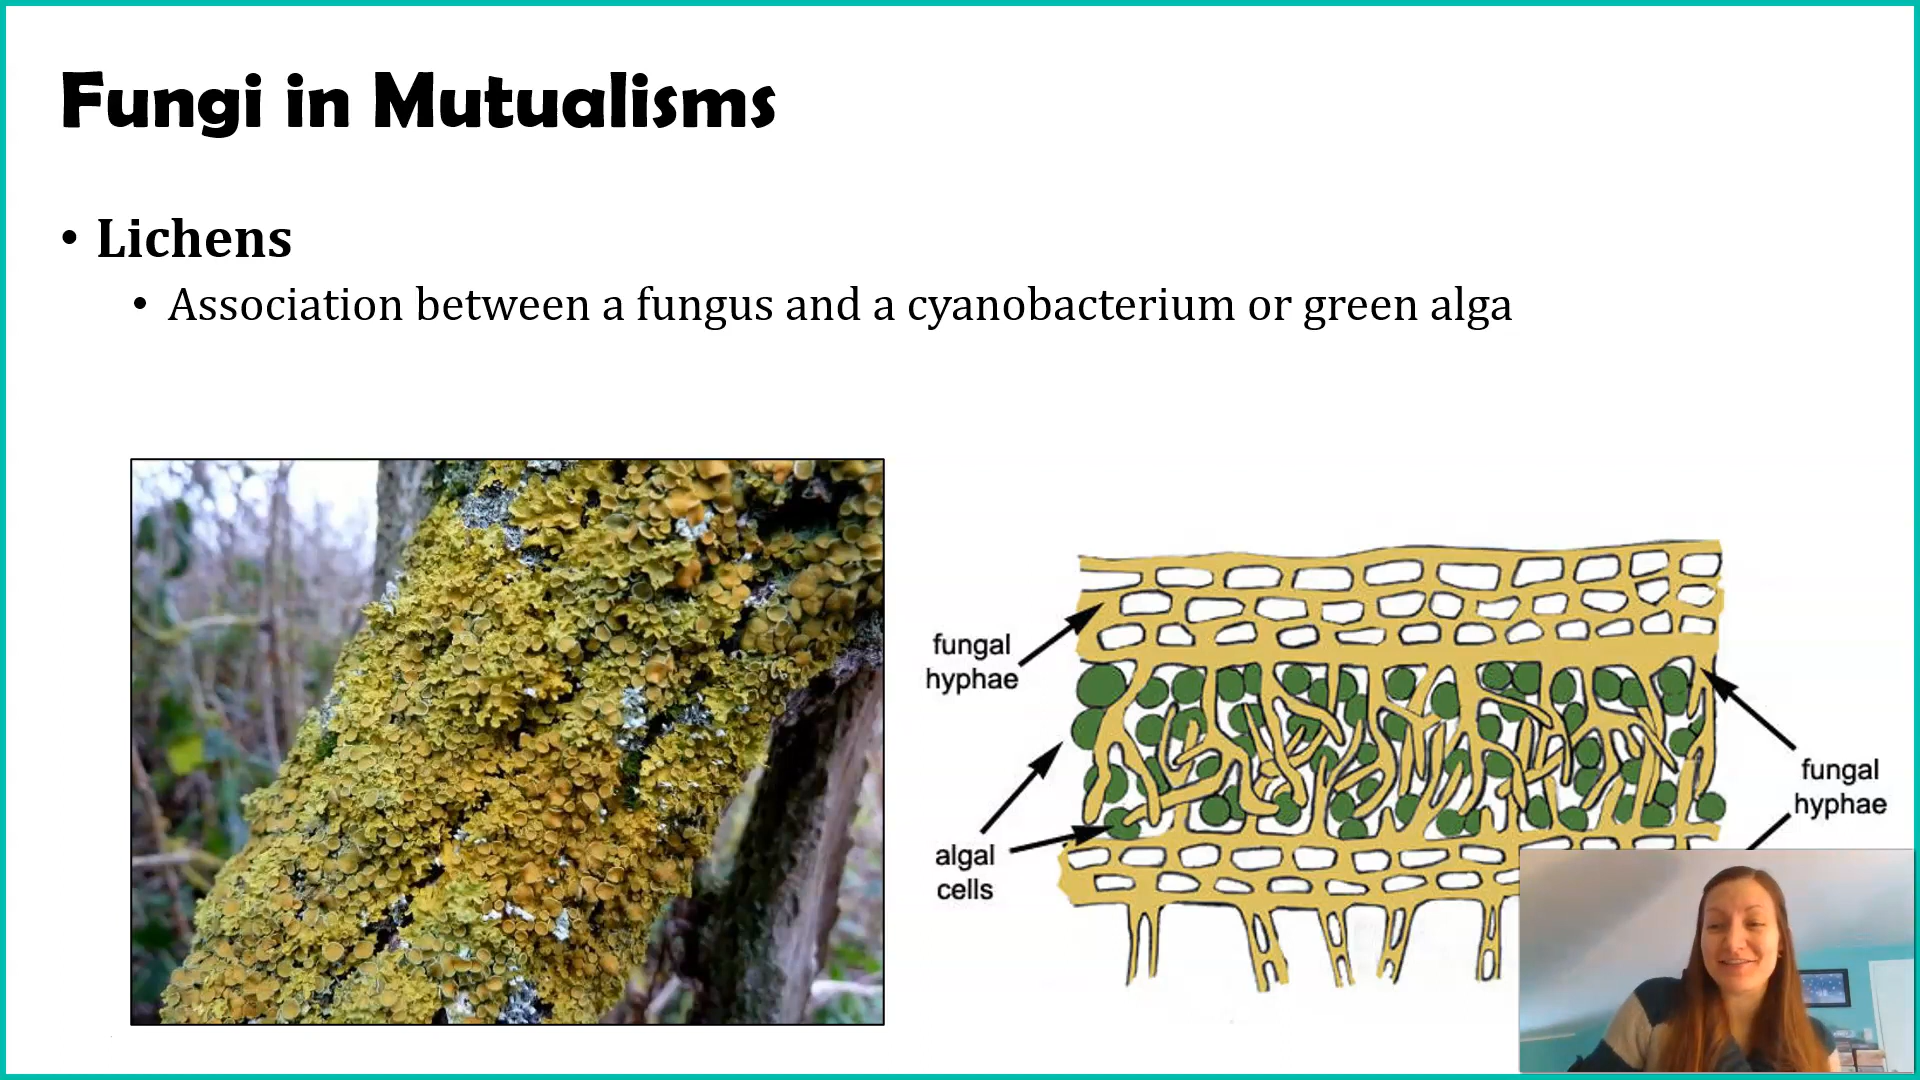 Fungi in Mutualisms
• Lichens
• Association between a fungus and a cyanobacterium or green alga
fungal
hyphae
algal
cells
fungal
hyphae